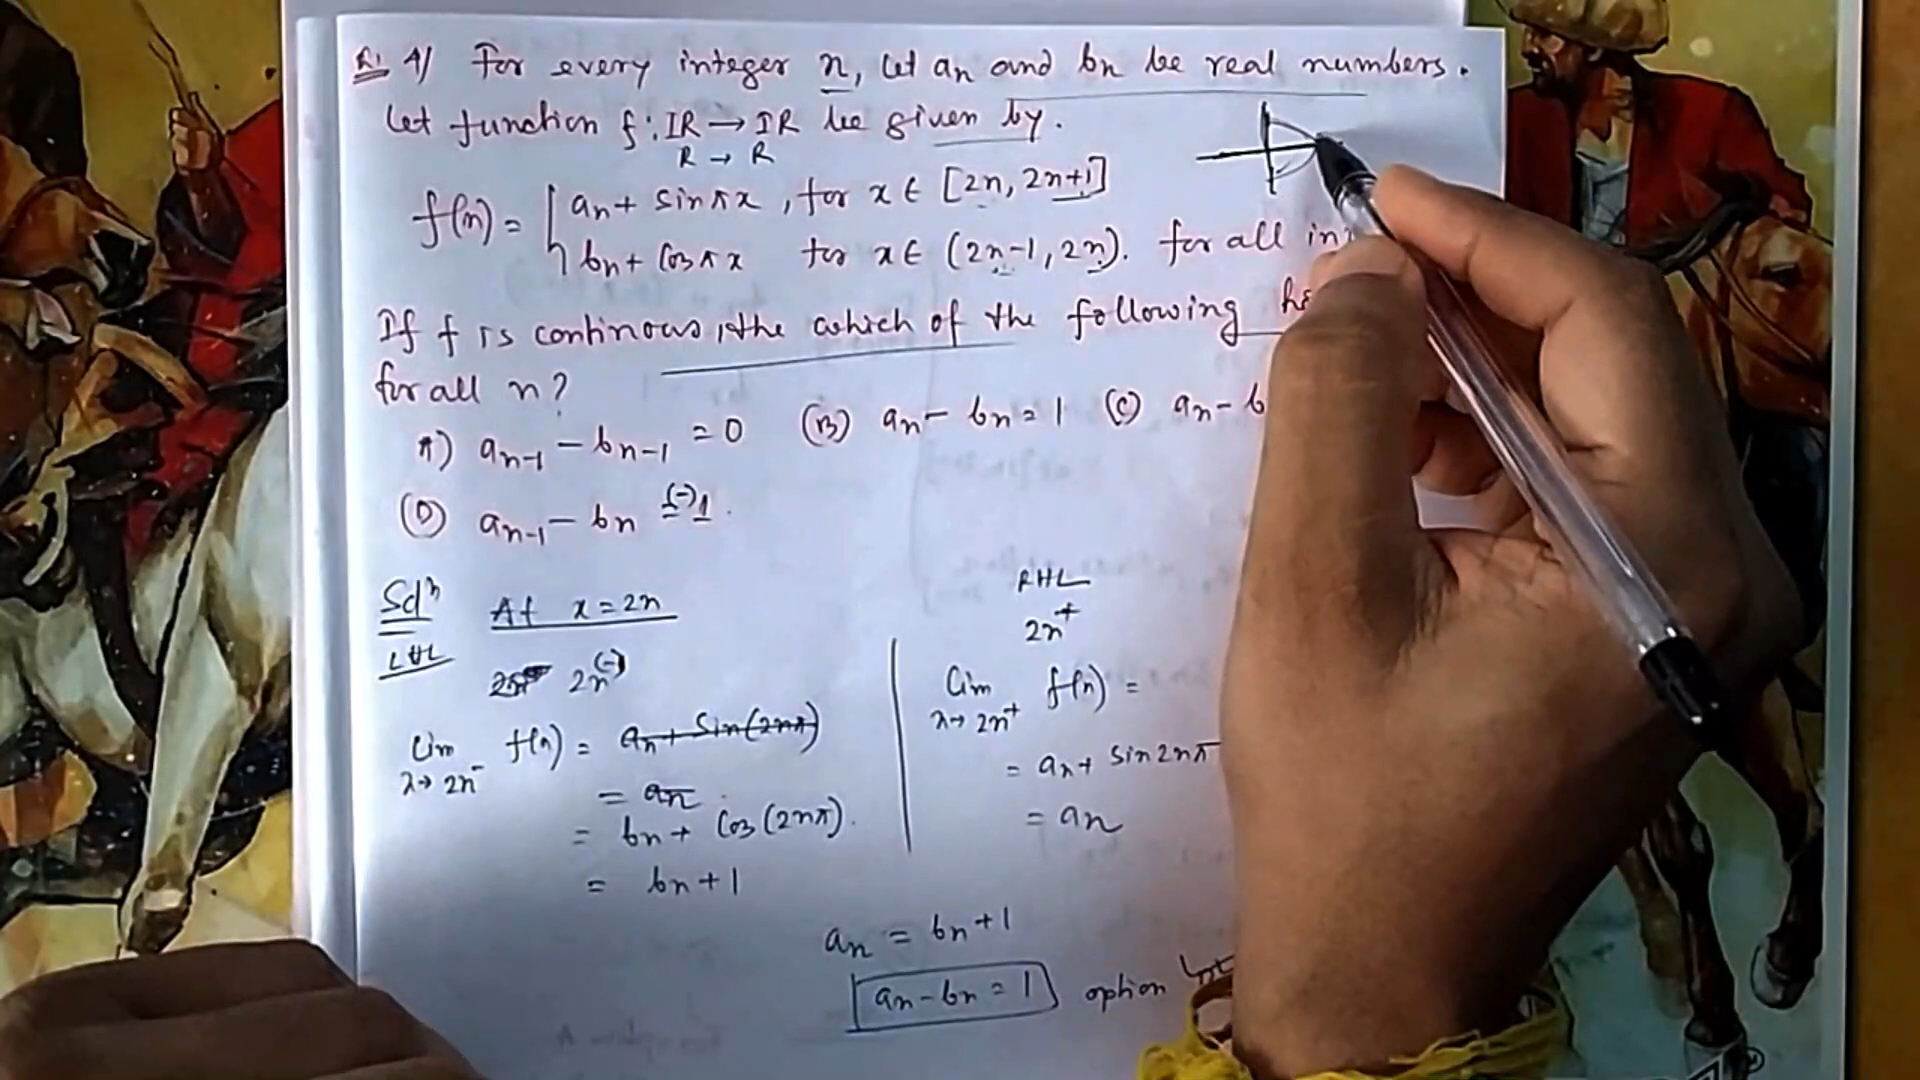 Q. 4) For every integer n, let an and bn be real numbers.
Let function f: IR → IR be given by.
R → R
f(n) = { an + sin πx , for x ∈ [2n, 2n+1]
bn + Cos πx for x ∈ (2n-1, 2n). for all
If f is continous, the which of the following
for all n?
A) an-1 - bn-1 = 0 (B) an - bn = 1 (C) an - b
(D) an-1 - bn = (-)1.
Solⁿ At x = 2n
LHL
2n(-)
Lim x→2n⁻ f(n) = an + Sin(2nπ)
= an
= bn + Cos(2nπ).
= bn + 1
RHL
2n⁺
Lim x→2n⁺ f(n) =
= an + sin 2nπ
= an
an = bn + 1
an - bn = 1 option